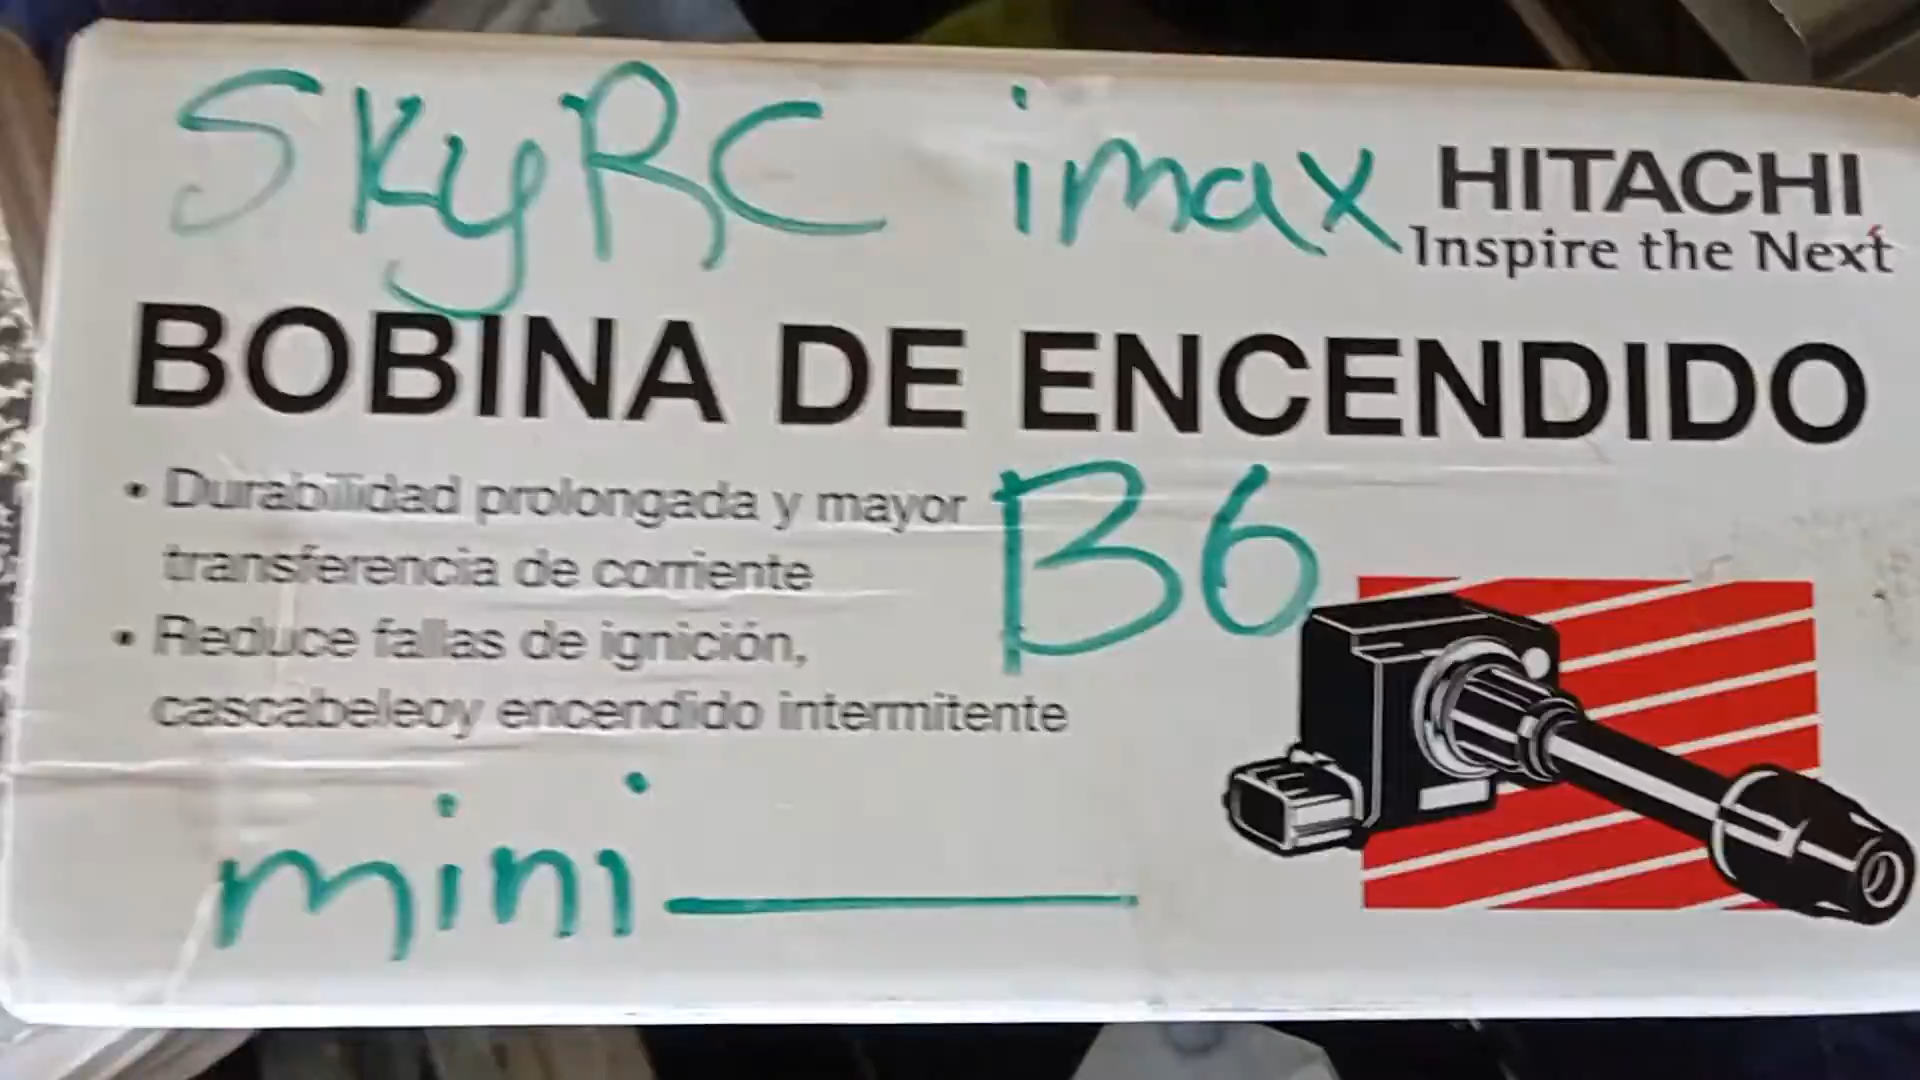 SkyRC imax
HITACHI
Inspire the Next
BOBINA DE ENCENDIDO
• Durabilidad prolongada y mayor
transferencia de corriente
• Reduce fallas de ignición,
cascabeleoy encendido intermitente
B6
mini